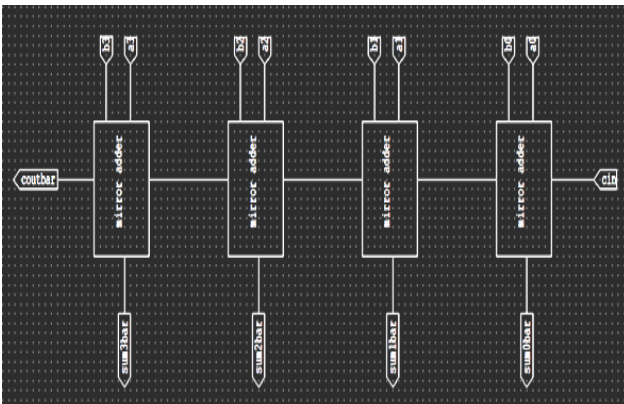 b3
a3
b2
a2
b1
a1
b0
a0
mirror adder
mirror adder
mirror adder
mirror adder
coutbar
cin
sum3bar
sum2bar
sum1bar
sum0bar